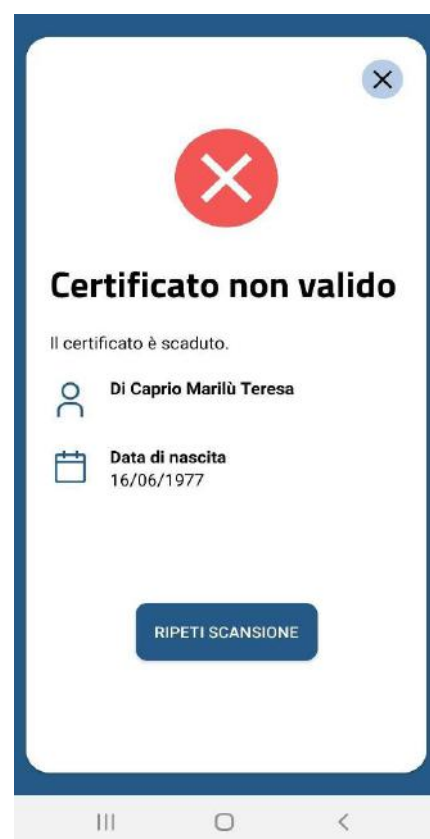 Certificato non valido
Il certificato è scaduto.
Di Caprio Marilù Teresa
Data di nascita
16/06/1977
RIPETI SCANSIONE